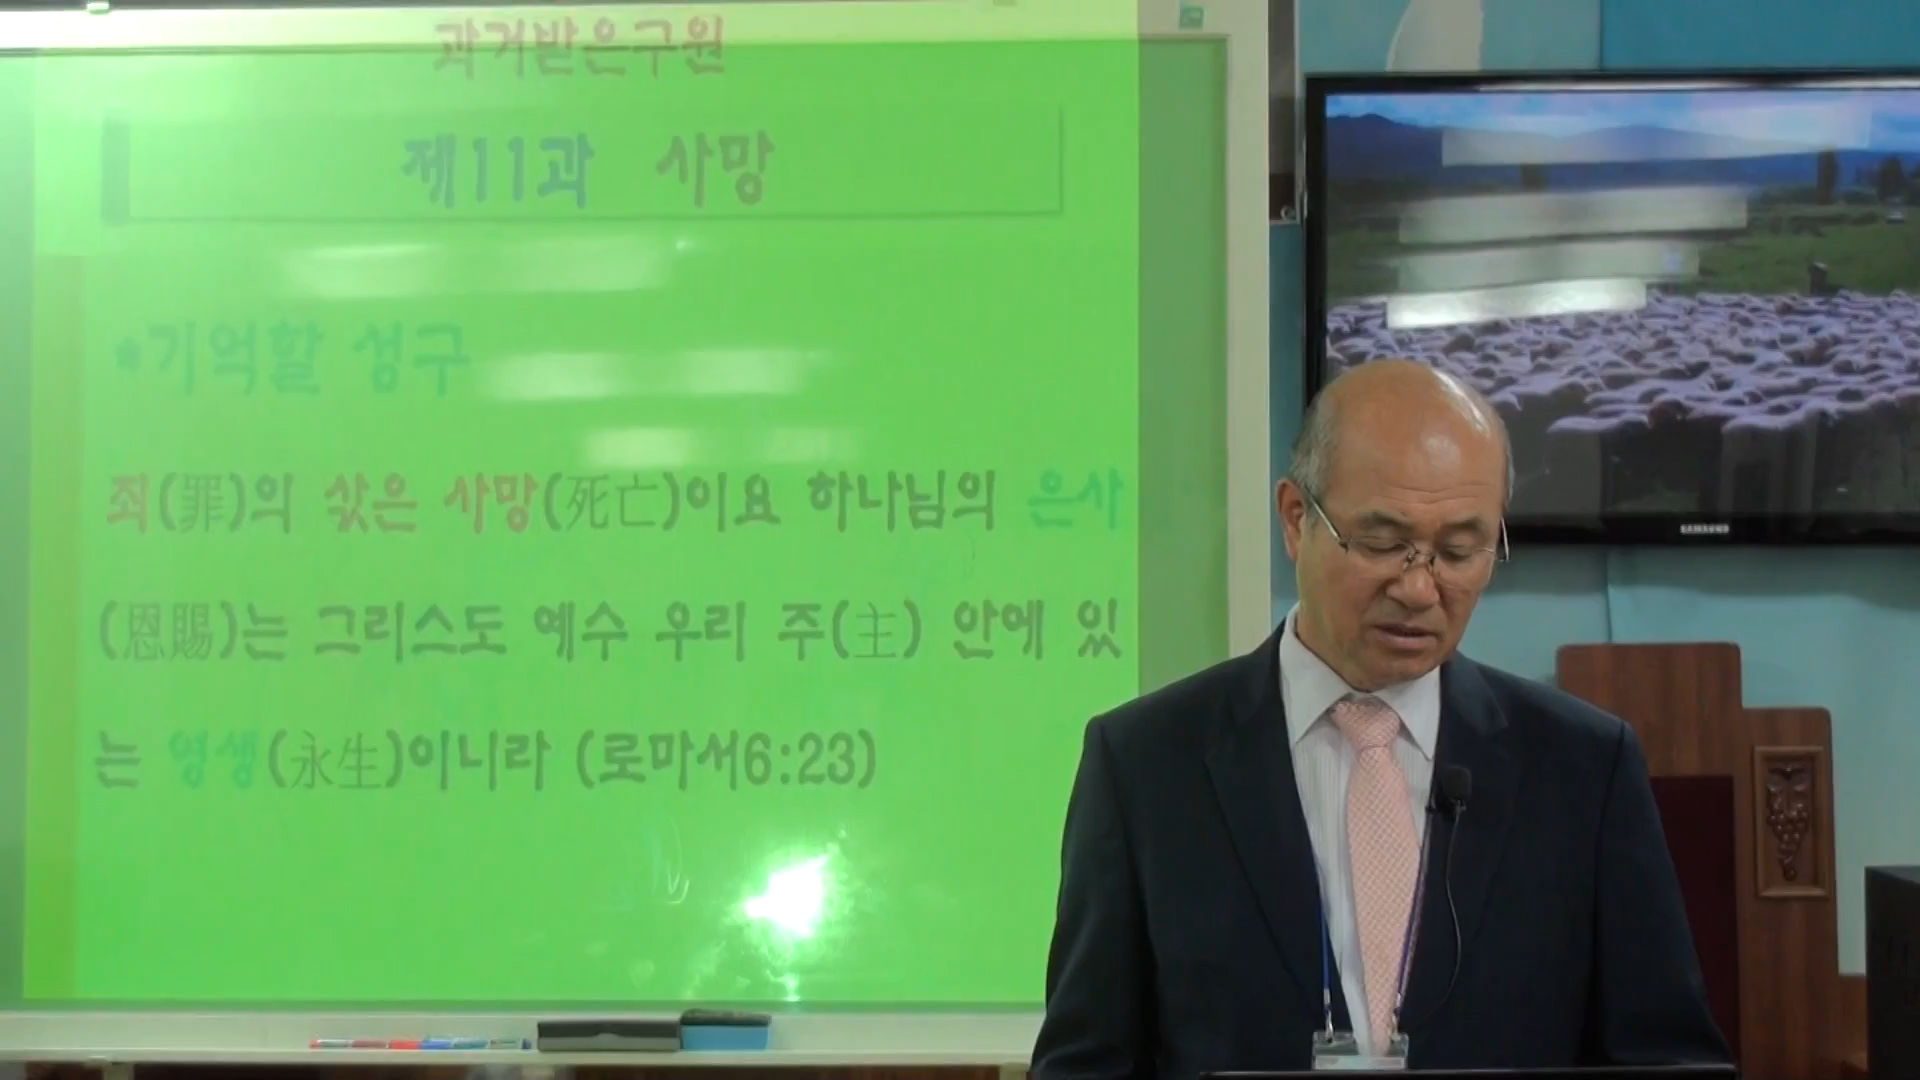 과거받은구원
제11과 사망
•기억할 성구
죄(罪)의 삯은 사망(死亡)이요 하나님의 은사
(恩賜)는 그리스도 예수 우리 주(主) 안에 있
는 영생(永生)이니라 (로마서6:23)
SAMSUNG